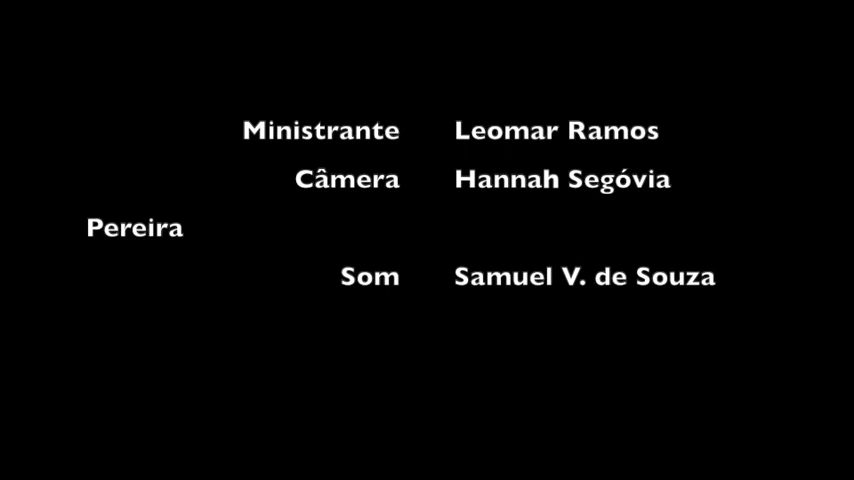 Ministrante Leomar Ramos
Câmera Hannah Segóvia
Pereira
Som Samuel V. de Souza